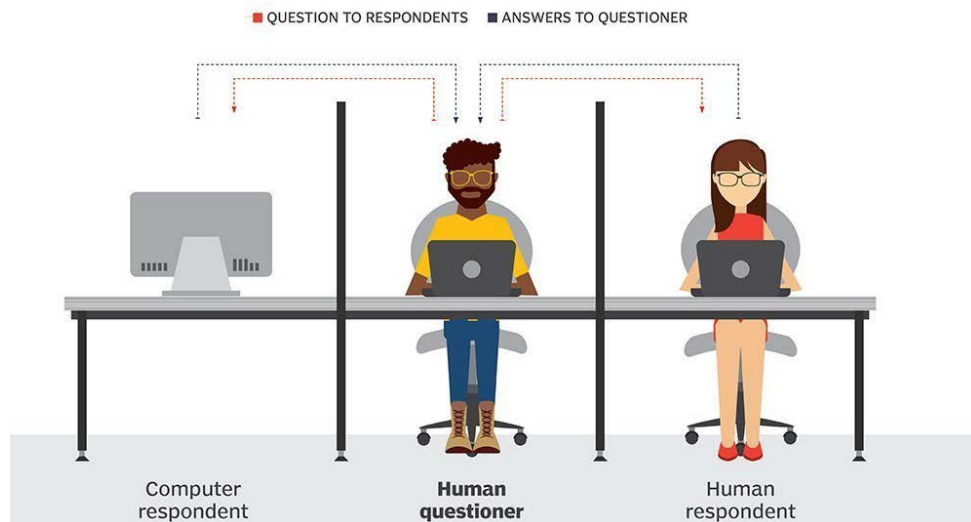 QUESTION TO RESPONDENTS ANSWERS TO QUESTIONER
Computer
respondent
Human
questioner
Human
respondent